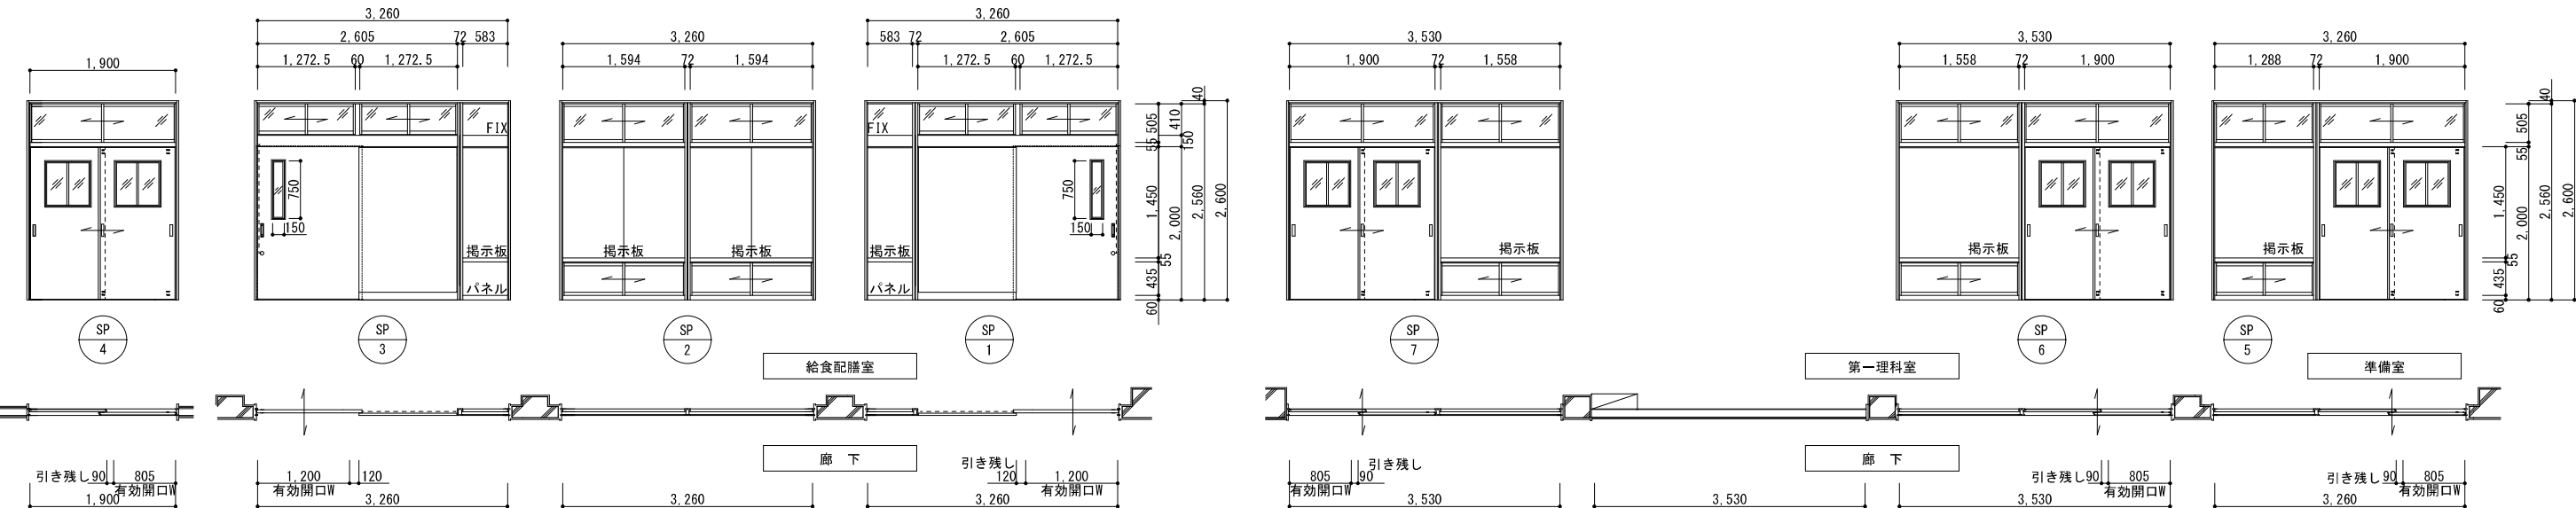 3,260 3,260
2,605 72 583 3,260 583 72 2,605 3,530 3,530 3,260
1,900 1,272.5 60 1,272.5 1,594 72 1,594 1,272.5 60 1,272.5 1,900 72 1,558 1,558 72 1,900 1,288 72 1,900
FIX FIX
750 150 750 150
掲示板 掲示板 掲示板 掲示板 掲示板 掲示板 掲示板
パネル パネル
40 505 410 150 55 1,450 2,000 2,560 2,600 55 435 60
40 505 55 1,450 2,000 2,560 2,600 55 435 60
SP
4
SP
3
SP
2
SP
1
SP
7
SP
6
SP
5
給食配膳室 第一理科室 準備室
廊 下 廊 下
引き残し 90 805 1,200 120 引き残し 120 1,200 805 90 引き残し 引き残し 90 805 引き残し 90 805
有効開口W 有効開口W 有効開口W 有効開口W 有効開口W 有効開口W
1,900 3,260 3,260 3,260 3,530 3,530 3,530 3,260